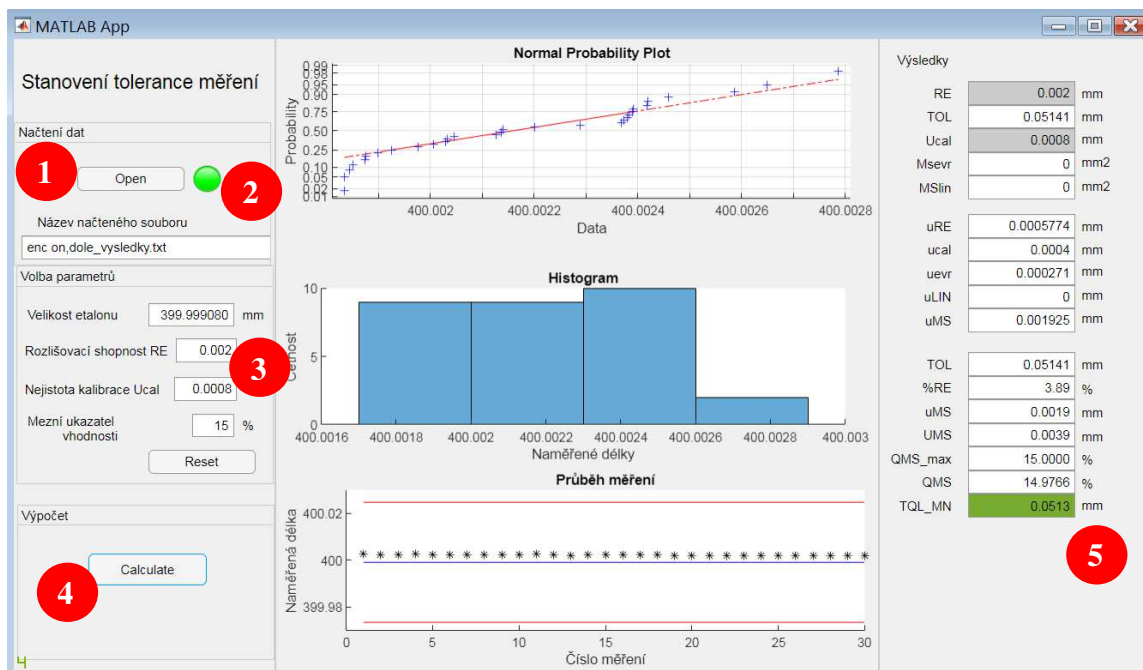 MATLAB App
Stanovení tolerance měření
Načtení dat
1
Open
2
Název načteného souboru
enc on,dole_vysledky.txt
Volba parametrů
Velikost etalonu 399.999080 mm
Rozlišovací shopnost RE 0.002
3
Nejistota kalibrace Ucal 0.0008
Mezní ukazatel
vhodnosti 15 %
Reset
Výpočet
Calculate
4
Normal Probability Plot
Probability
0.99
0.98
0.95
0.90
0.75
0.50
0.25
0.10
0.05
0.02
0.01
400.002 400.0022 400.0024 400.0026 400.0028
Data
Histogram
Četnost
10
5
0
400.0016 400.0018 400.002 400.0022 400.0024 400.0026 400.0028 400.003
Naměřené délky
Průběh měření
Naměřená délka
400.02
400
399.98
0 5 10 15 20 25 30
Číslo měření
Výsledky
RE 0.002 mm
TOL 0.05141 mm
Ucal 0.0008 mm
Msevr 0 mm2
MSlin 0 mm2
uRE 0.0005774 mm
ucal 0.0004 mm
uevr 0.000271 mm
uLIN 0 mm
uMS 0.001925 mm
TOL 0.05141 mm
%RE 3.89 %
uMS 0.0019 mm
UMS 0.0039 mm
QMS_max 15.0000 %
QMS 14.9766 %
TQL_MN 0.0513 mm
5